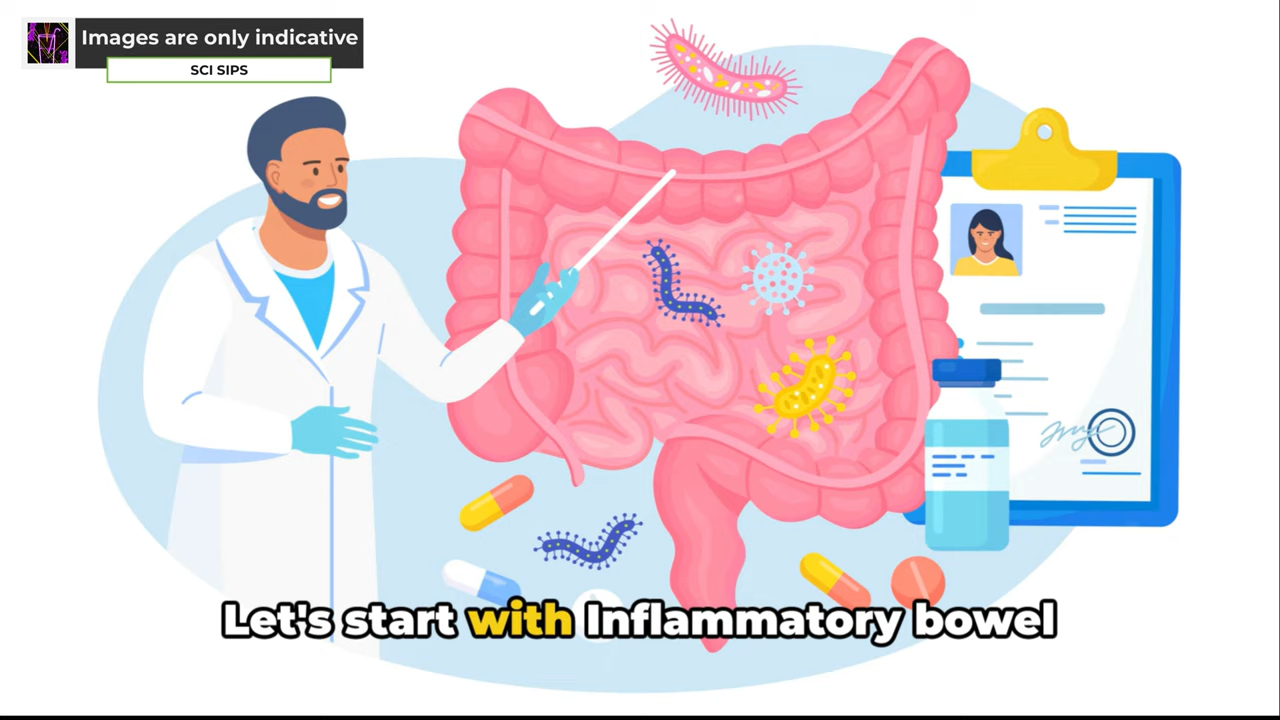 Images are only indicative
SCI SIPS
Let's start with Inflammatory bowel